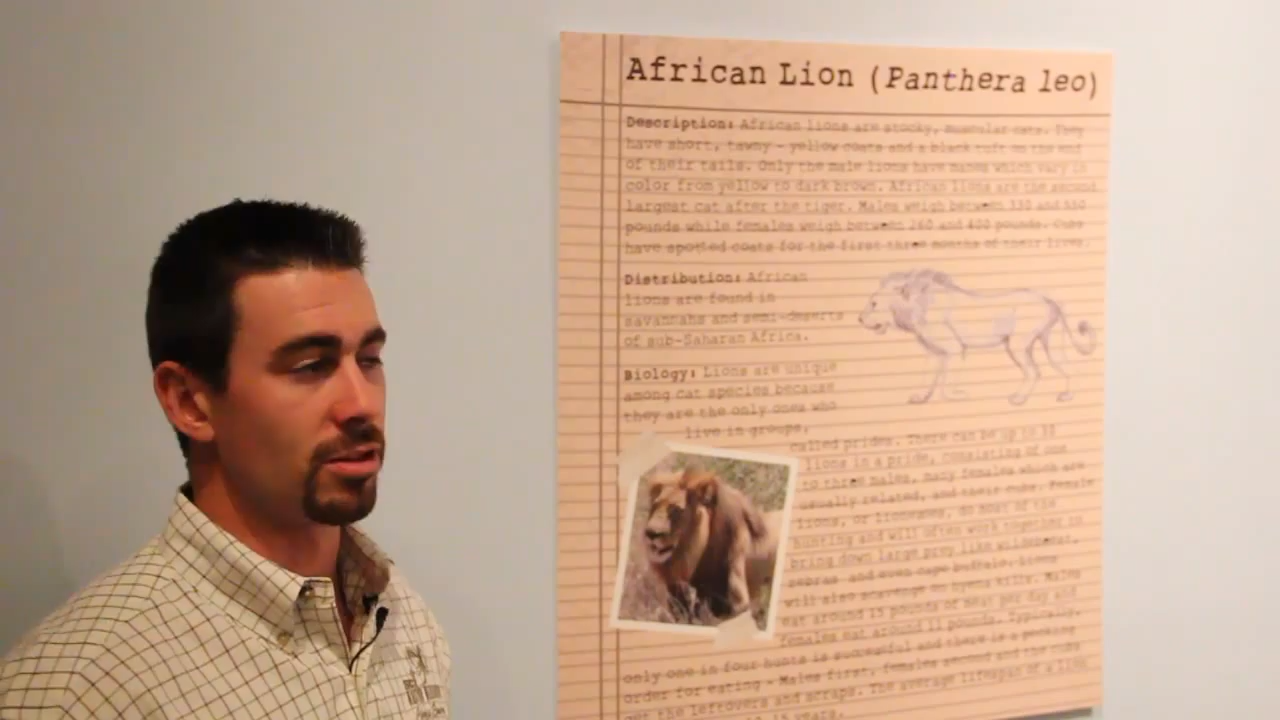 African Lion (Panthera leo)
Description: African lions are stocky, muscular cats. They
have short, tawny - yellow coats and a black tuft on the end
of their tails. Only the male lions have manes which vary in
color from yellow to dark brown. African lions are the second
largest cat after the tiger. Males weigh between 330 and 550
pounds while females weigh between 260 and 400 pounds. Cubs
have spotted coats for the first three months of their lives.
Distribution: African
lions are found in
savannahs and semi-deserts
of sub-Saharan Africa.
Biology: Lions are unique
among cat species because
they are the only ones who
live in groups,
called prides. There can be up to 30
lions in a pride, consisting of one
to three males, many females which are
usually related, and their cubs. Female
lions, or lionesses, do most of the
hunting and will often work together to
bring down large prey like wildebeest,
zebras and even cape buffalo. Lions
will also scavenge on hyena kills. Males
eat around 15 pounds of meat per day and
females eat around 11 pounds. Typically,
only one in four hunts is successful and there is a pecking
order for eating - Males first, females second and the cubs
get the leftovers and scraps. The average lifespan of a lion
15 years.